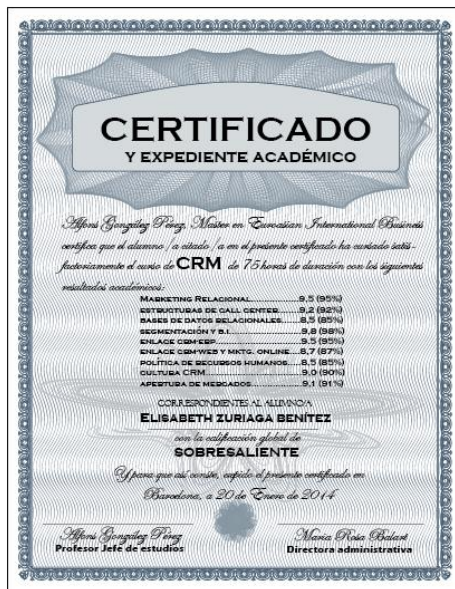 CERTIFICADO
Y EXPEDIENTE ACADÉMICO
Alfons González Pérez, Master en Euroasian International Business
certifica que el alumno/a citado/a en el presente certificado ha cursado satis-
factoriamente el curso de CRM de 75 horas de duración con los siguientes
resultados académicos:
MARKETING RELACIONAL............9,5 (95%)
ESTRUCTURAS DE CALL CENTER...9,2 (92%)
BASES DE DATOS RELACIONALES...8,5 (85%)
SEGMENTACIÓN Y B.I..................9,8 (98%)
ENLACE CRM-ERP......................9,5 (95%)
ENLACE CRM-WEB Y MKTG. ONLINE...8,7 (87%)
POLÍTICA DE RECURSOS HUMANOS...8,5 (85%)
CULTURA CRM..........................9,0 (90%)
APERTURA DE MERCADOS............9,1 (91%)
CORRESPONDIENTES AL ALUMNO/A
ELISABETH ZURIAGA BENÍTEZ
con la calificación global de
SOBRESALIENTE
Y para que así conste, expido el presente certificado en
Barcelona, a 20 de Enero de 2014
Alfons González Pérez
Profesor Jefe de estudios
Maria Rosa Balart
Directora administrativa